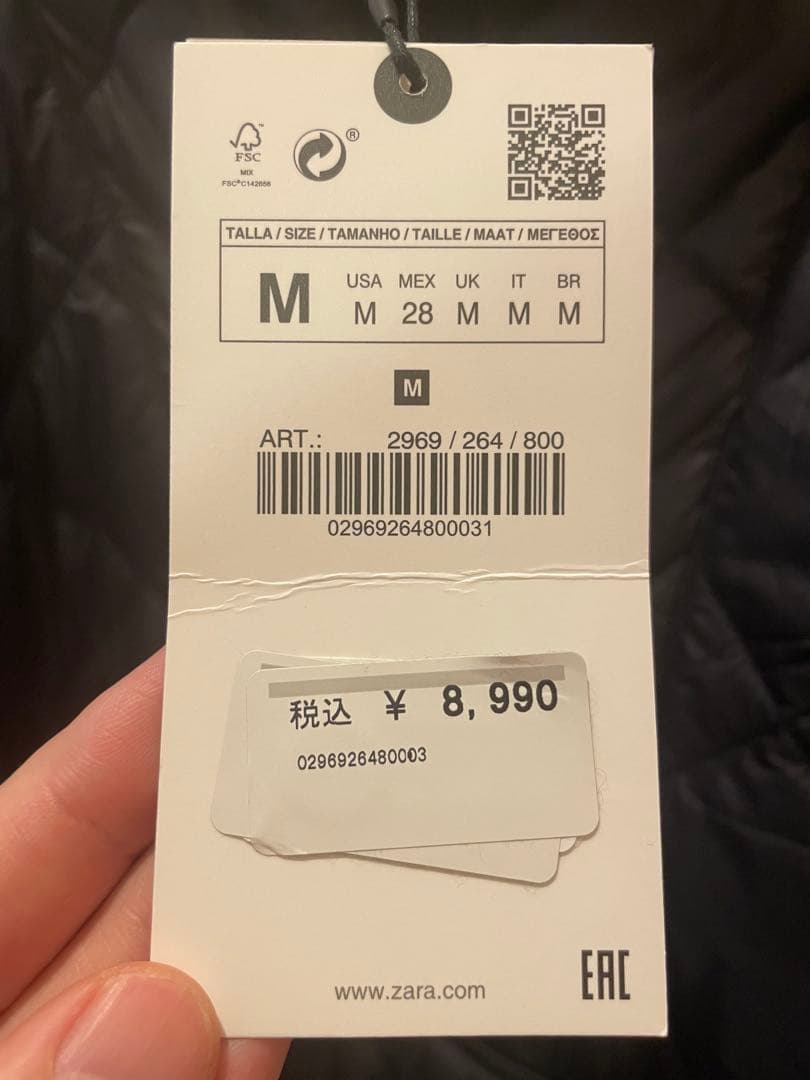 FSC
MIX
FSC®C142656
TALLA / SIZE / TAMANHO / TAILLE / MAAT / ΜΕΓΕΘΟΣ
M
USA MEX UK IT BR
M 28 M M M
M
ART.: 2969 / 264 / 800
02969264800031
税込 ¥ 8,990
0296926480003
www.zara.com
EAC